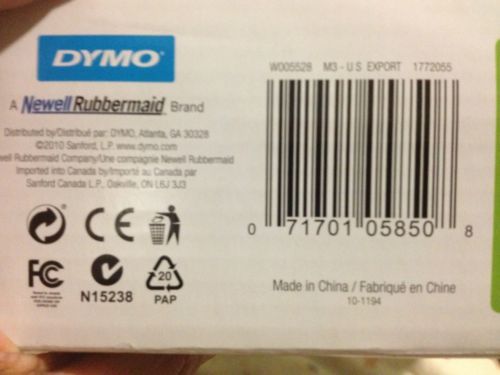 DYMO
A Newell Rubbermaid Brand
Distributed by/Distribué par: DYMO, Atlanta, GA 30328
©2010 Sanford, L.P. www.dymo.com
ell Rubbermaid Company/Une compagnie Newell Rubbermaid
Imported into Canada by/Importé au Canada par
Sanford Canada L.P., Oakville, ON L6J 3J3
CE
FC
N15238
20
PAP
W005528 M3 - U S EXPORT 1772055
0 71701 05850 8
Made in China / Fabriqué en Chine
10-1194